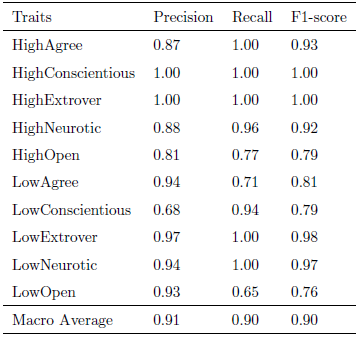 Traits Precision Recall F1-score
HighAgree 0.87 1.00 0.93
HighConscientious 1.00 1.00 1.00
HighExtrover 1.00 1.00 1.00
HighNeurotic 0.88 0.96 0.92
HighOpen 0.81 0.77 0.79
LowAgree 0.94 0.71 0.81
LowConscientious 0.68 0.94 0.79
LowExtrover 0.97 1.00 0.98
LowNeurotic 0.94 1.00 0.97
LowOpen 0.93 0.65 0.76
Macro Average 0.91 0.90 0.90